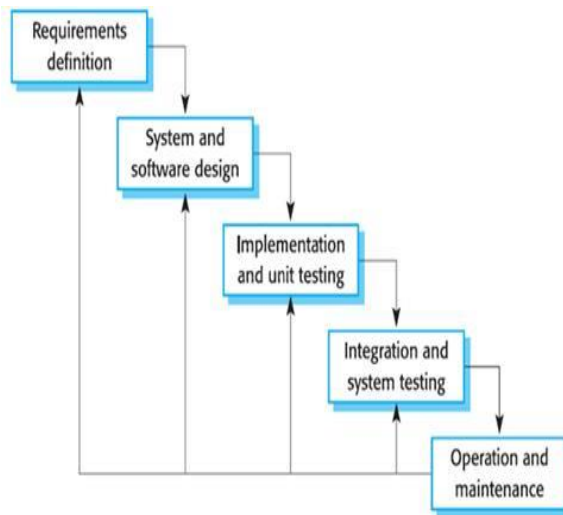 Requirements
definition
System and
software design
Implementation
and unit testing
Integration and
system testing
Operation and
maintenance